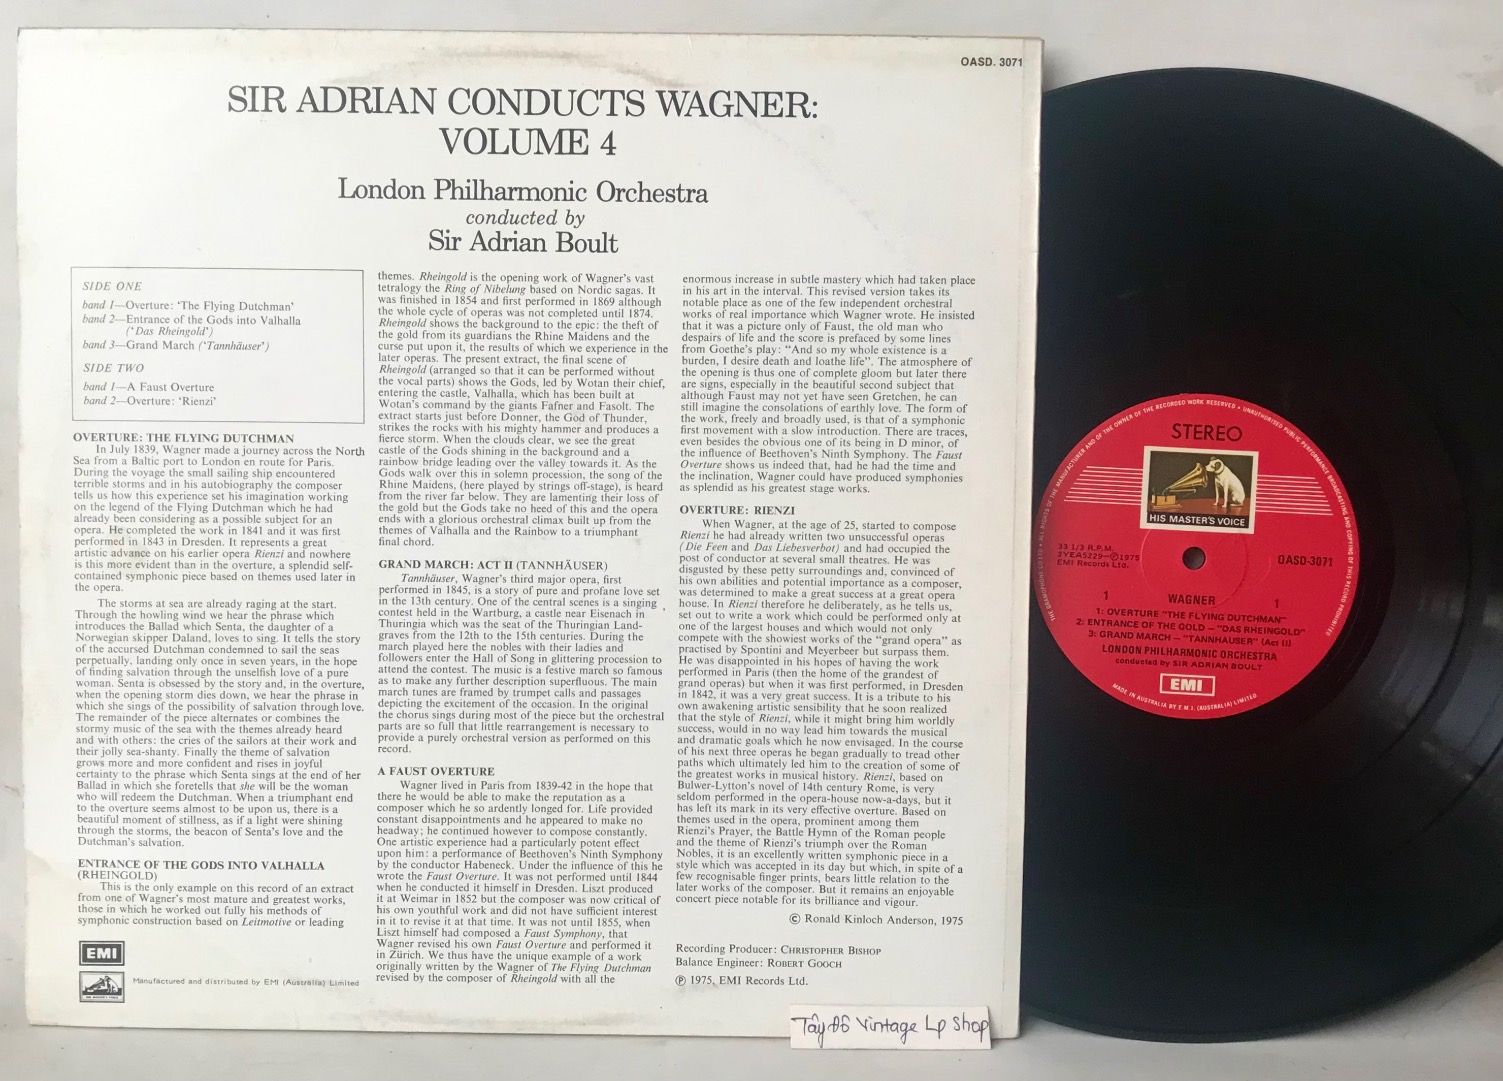 OASD. 3071
SIR ADRIAN CONDUCTS WAGNER:
VOLUME 4
London Philharmonic Orchestra
conducted by
Sir Adrian Boult
SIDE ONE
band 1—Overture: ‘The Flying Dutchman’
band 2—Entrance of the Gods into Valhalla
(‘Das Rheingold’)
band 3—Grand March (‘Tannhäuser’)
SIDE TWO
band 1—A Faust Overture
band 2—Overture: ‘Rienzi’
OVERTURE: THE FLYING DUTCHMAN
In July 1839, Wagner made a journey across the North
Sea from a Baltic port to London en route for Paris.
During the voyage the small sailing ship encountered
terrible storms and in his autobiography the composer
tells us how this experience set his imagination working
on the legend of the Flying Dutchman which he had
already been considering as a possible subject for an
opera. He completed the work in 1841 and it was first
performed in 1843 in Dresden. It represents a great
artistic advance on his earlier opera Rienzi and nowhere
is this more evident than in the overture, a splendid self-
contained symphonic piece based on themes used later in
the opera.
The storms at sea are already raging at the start.
Through the howling wind we hear the phrase which
introduces the Ballad which Senta, the daughter of a
Norwegian skipper Daland, loves to sing. It tells the story
of the accursed Dutchman condemned to sail the seas
perpetually, landing only once in seven years, in the hope
of finding salvation through the unselfish love of a pure
woman. Senta is obsessed by the story and, in the overture,
when the opening storm dies down, we hear the phrase in
which she sings of the possibility of salvation through love.
The remainder of the piece alternates or combines the
stormy music of the sea with the themes already heard
and with others: the cries of the sailors at their work and
their jolly sea-shanty. Finally the theme of salvation
grows more and more confident and rises in joyful
certainty to the phrase which Senta sings at the end of her
Ballad in which she foretells that she will be the woman
who will redeem the Dutchman. When a triumphant end
to the overture seems almost to be upon us, there is a
beautiful moment of stillness, as if a light were shining
through the storms, the beacon of Senta's love and the
Dutchman's salvation.
ENTRANCE OF THE GODS INTO VALHALLA
(RHEINGOLD)
This is the only example on this record of an extract
from one of Wagner's most mature and greatest works,
those in which he worked out fully his methods of
symphonic construction based on Leitmotive or leading
themes. Rheingold is the opening work of Wagner's vast
tetralogy the Ring of Nibelung based on Nordic sagas. It
was finished in 1854 and first performed in 1869 although
the whole cycle of operas was not completed until 1874.
Rheingold shows the background to the epic: the theft of
the gold from its guardians the Rhine Maidens and the
curse put upon it, the results of which we experience in the
later operas. The present extract, the final scene of
Rheingold (arranged so that it can be performed without
the vocal parts) shows the Gods, led by Wotan their chief,
entering the castle, Valhalla, which has been built at
Wotan's command by the giants Fafner and Fasolt. The
extract starts just before Donner, the God of Thunder,
strikes the rocks with his mighty hammer and produces a
fierce storm. When the clouds clear, we see the great
castle of the Gods shining in the background and a
rainbow bridge leading over the valley towards it. As the
Gods walk over this in solemn procession, the song of the
Rhine Maidens, (here played by strings off-stage), is heard
from the river far below. They are lamenting their loss of
the gold but the Gods take no heed of this and the opera
ends with a glorious orchestral climax built up from the
themes of Valhalla and the Rainbow to a triumphant
final chord.
GRAND MARCH: ACT II (TANNHÄUSER)
Tannhäuser, Wagner's third major opera, first
performed in 1845, is a story of pure and profane love set
in the 13th century. One of the central scenes is a singing
contest held in the Wartburg, a castle near Eisenach in
Thuringia which was the seat of the Thuringian Land-
graves from the 12th to the 15th centuries. During the
march played here the nobles with their ladies and
followers enter the Hall of Song in glittering procession to
attend the contest. The music is a festive march so famous
as to make any further description superfluous. The main
march tunes are framed by trumpet calls and passages
depicting the excitement of the occasion. In the original
the chorus sings during most of the piece but the orchestral
parts are so full that little rearrangement is necessary to
provide a purely orchestral version as performed on this
record.
A FAUST OVERTURE
Wagner lived in Paris from 1839-42 in the hope that
there he would be able to make the reputation as a
composer which he so ardently longed for. Life provided
constant disappointments and he appeared to make no
headway; he continued however to compose constantly.
One artistic experience had a particularly potent effect
upon him: a performance of Beethoven's Ninth Symphony
by the conductor Habeneck. Under the influence of this he
wrote the Faust Overture. It was not performed until 1844
when he conducted it himself in Dresden. Liszt produced
it at Weimar in 1852 but the composer was now critical of
his own youthful work and did not have sufficient interest
in it to revise it at that time. It was not until 1855, when
Liszt himself had composed a Faust Symphony, that
Wagner revised his own Faust Overture and performed it
in Zürich. We thus have the unique example of a work
originally written by the Wagner of The Flying Dutchman
revised by the composer of Rheingold with all the
enormous increase in subtle mastery which had taken place
in his art in the interval. This revised version takes its
notable place as one of the few independent orchestral
works of real importance which Wagner wrote. He insisted
that it was a picture only of Faust, the old man who
despairs of life and the score is prefaced by some lines
from Goethe's play: “And so my whole existence is a
burden, I desire death and loathe life”. The atmosphere of
the opening is thus one of complete gloom but later there
are signs, especially in the beautiful second subject that
although Faust may not yet have seen Gretchen, he can
still imagine the consolations of earthly love. The form of
the work, freely and broadly used, is that of a symphonic
first movement with a slow introduction. There are traces,
even besides the obvious one of its being in D minor, of
the influence of Beethoven's Ninth Symphony. The Faust
Overture shows us indeed that, had he had the time and
the inclination, Wagner could have produced symphonies
as splendid as his greatest stage works.
OVERTURE: RIENZI
When Wagner, at the age of 25, started to compose
Rienzi he had already written two unsuccessful operas
(Die Feen and Das Liebesverbot) and had occupied the
post of conductor at several small theatres. He was
disgusted by these petty surroundings and, convinced of
his own abilities and potential importance as a composer,
was determined to make a great success at a great opera
house. In Rienzi therefore he deliberately, as he tells us,
set out to write a work which could be performed only at
one of the largest houses and which would not only
compete with the showiest works of the “grand opera” as
practised by Spontini and Meyerbeer but surpass them.
He was disappointed in his hopes of having the work
performed in Paris (then the home of the grandest of
grand operas) but when it was first performed, in Dresden
in 1842, it was a very great success. It is a tribute to his
own awakening artistic sensibility that he soon realized
that the style of Rienzi, while it might bring him worldly
success, would in no way lead him towards the musical
and dramatic goals which he now envisaged. In the course
of his next three operas he began gradually to tread other
paths which ultimately led him to the creation of some of
the greatest works in musical history. Rienzi, based on
Bulwer-Lytton's novel of 14th century Rome, is very
seldom performed in the opera-house now-a-days, but it
has left its mark in its very effective overture. Based on
themes used in the opera, prominent among them
Rienzi's Prayer, the Battle Hymn of the Roman people
and the theme of Rienzi's triumph over the Roman
Nobles, it is an excellently written symphonic piece in a
style which was accepted in its day but which, in spite of a
few recognisable finger prints, bears little relation to the
later works of the composer. But it remains an enjoyable
concert piece notable for its brilliance and vigour.
© Ronald Kinloch Anderson, 1975
Recording Producer: CHRISTOPHER BISHOP
Balance Engineer: ROBERT GOOCH
℗ 1975, EMI Records Ltd.
EMI
HIS MASTER'S VOICE
Manufactured and distributed by EMI (Australia) Limited
Tây Đô Vintage Lp Shop
THE GRAMOPHONE CO LTD • ALL RIGHTS OF THE MANUFACTURER AND OF THE OWNER OF THE RECORDED WORK RESERVED • UNAUTHORISED PUBLIC PERFORMANCE BROADCASTING AND COPYING OF THIS RECORD PROHIBITED
STEREO
HIS MASTER'S VOICE
33 1/3 R.P.M.
2YEA5229—℗1975
EMI Records Ltd.
OASD-3071
1 WAGNER 1
1: OVERTURE "THE FLYING DUTCHMAN"
2: ENTRANCE OF THE GOLD – "DAS RHEINGOLD"
3: GRAND MARCH – "TANNHAUSER" (Act II)
LONDON PHILHARMONIC ORCHESTRA
conducted by SIR ADRIAN BOULT
EMI
MADE IN AUSTRALIA BY E M I. (AUSTRALIA) LIMITED